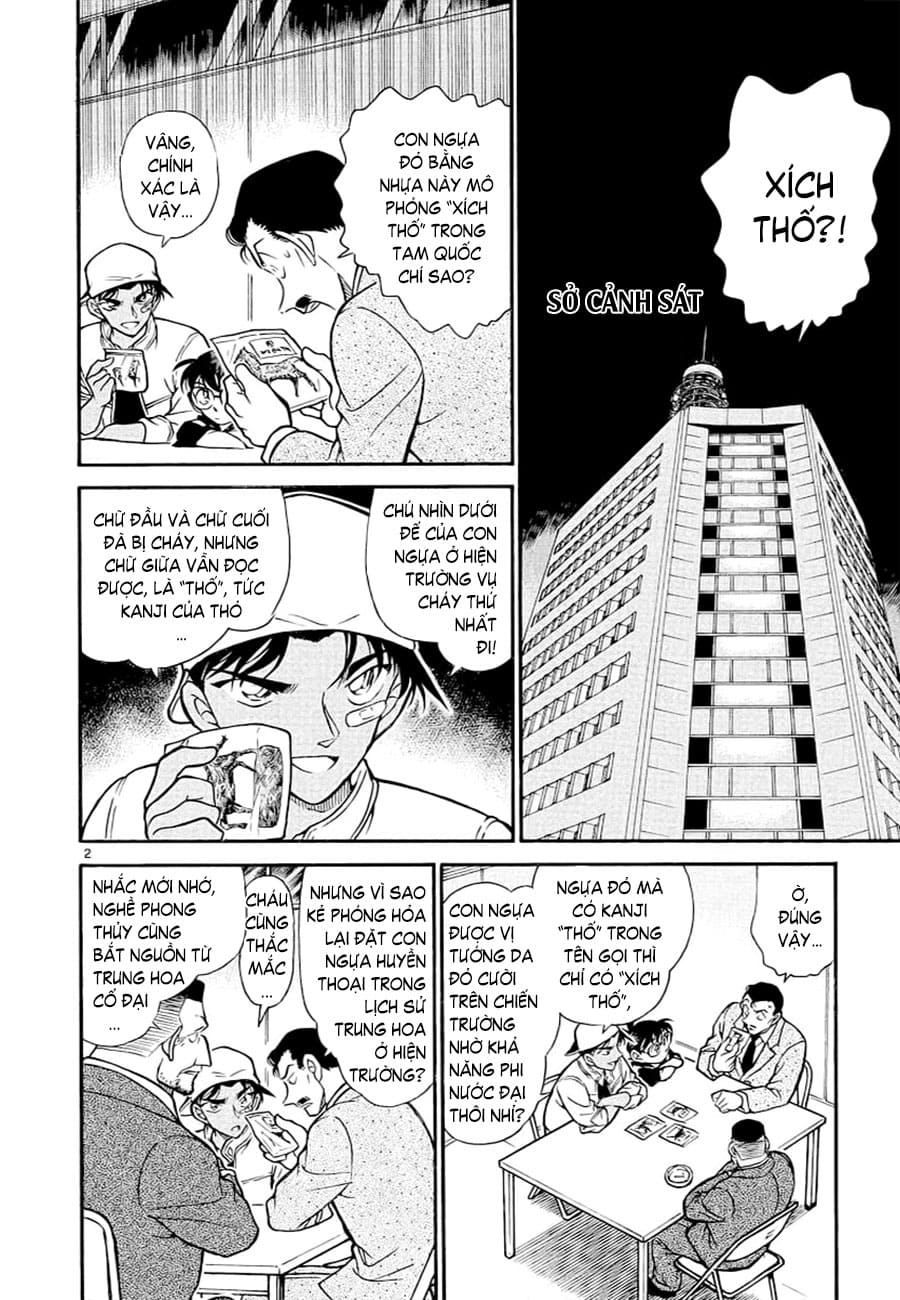 XÍCH
THỐ?!
SỞ CẢNH SÁT
CON NGỰA
ĐỎ BẰNG
NHỰA NÀY MÔ
PHỎNG "XÍCH
THỐ" TRONG
TAM QUỐC
CHÍ SAO?
VÂNG,
CHÍNH
XÁC LÀ
VẬY...
CHÚ NHÌN DƯỚI
ĐẾ CỦA CON
NGỰA Ở HIỆN
TRƯỜNG VỤ
CHÁY THỨ
NHẤT
ĐI!
CHỮ ĐẦU VÀ CHỮ CUỐI
ĐÀ BỊ CHÁY, NHƯNG
CHỮ GIỮA VẪN ĐỌC
ĐƯỢC, LÀ "THỐ", TỨC
KANJI CỦA THỎ
...
2
Ờ,
ĐÚNG
VẬY...
NGỰA ĐỎ MÀ
CÓ KANJI
"THỐ" TRONG
TÊN GỌI THÌ
CHỈ CÓ "XÍCH
THỐ",
CON NGỰA
ĐƯỢC VỊ
TƯỚNG DA
ĐỎ CƯỜI
TRÊN CHIẾN
TRƯỜNG
NHỜ KHẢ
NĂNG PHI
NƯỚC ĐẠI
THÔI NHỈ?
NHƯNG VÌ SAO
KẺ PHÓNG HỎA
LẠI ĐẶT CON
NGỰA HUYỀN
THOẠI TRONG
LỊCH SỬ
TRUNG HOA
Ở HIỆN
TRƯỜNG?
CHÁU
CŨNG
THẮC
MẮC
...
NHẮC MỚI NHỚ,
NGHỀ PHONG
THỦY CŨNG
BẮT NGUỒN TỪ
TRUNG HOA
CỔ ĐẠI
...